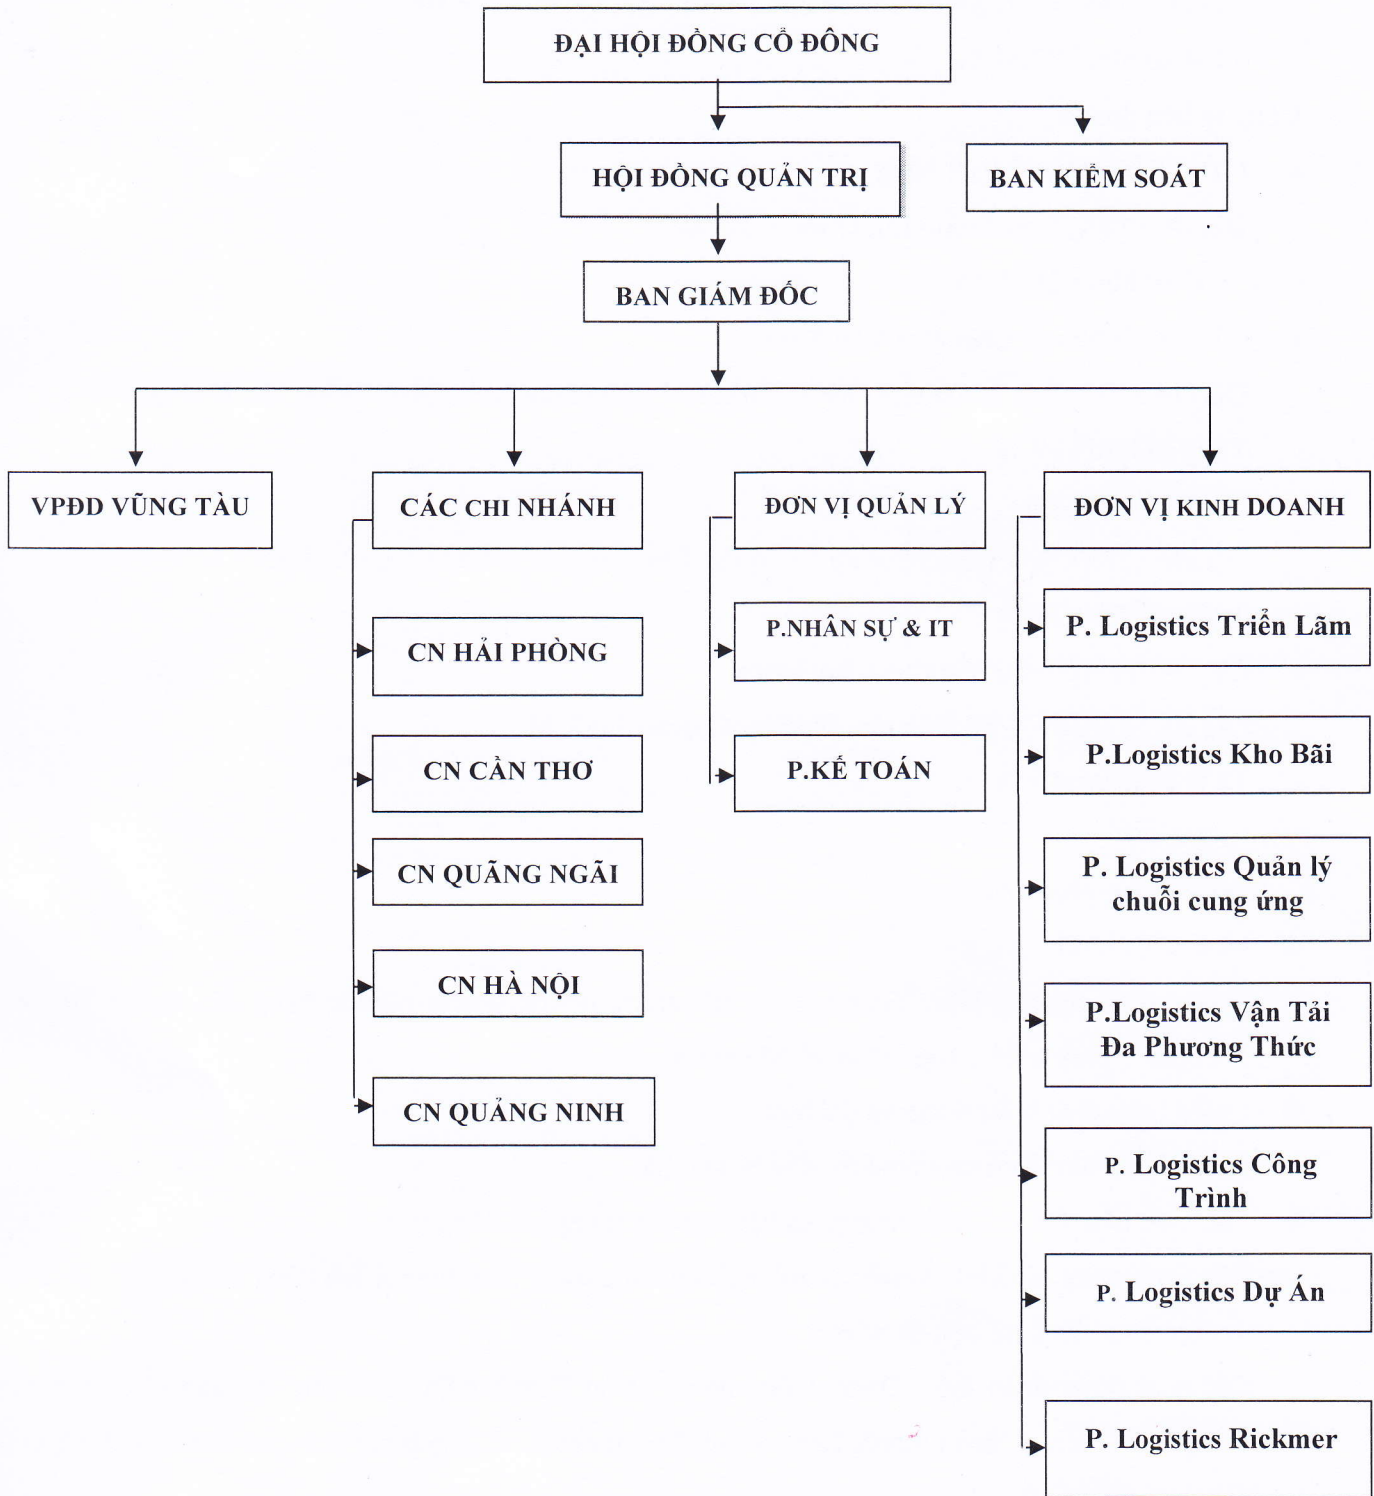 ĐẠI HỘI ĐỒNG CỔ ĐÔNG
HỘI ĐỒNG QUẢN TRỊ
BAN KIỂM SOÁT
BAN GIÁM ĐỐC
VPĐD VŨNG TÀU
CÁC CHI NHÁNH
ĐƠN VỊ QUẢN LÝ
ĐƠN VỊ KINH DOANH
CN HẢI PHÒNG
CN CẦN THƠ
CN QUÃNG NGÃI
CN HÀ NỘI
CN QUẢNG NINH
P.NHÂN SỰ & IT
P.KẾ TOÁN
P. Logistics Triển Lãm
P.Logistics Kho Bãi
P. Logistics Quản lý
chuỗi cung ứng
P.Logistics Vận Tải
Đa Phương Thức
P. Logistics Công
Trình
P. Logistics Dự Án
P. Logistics Rickmer